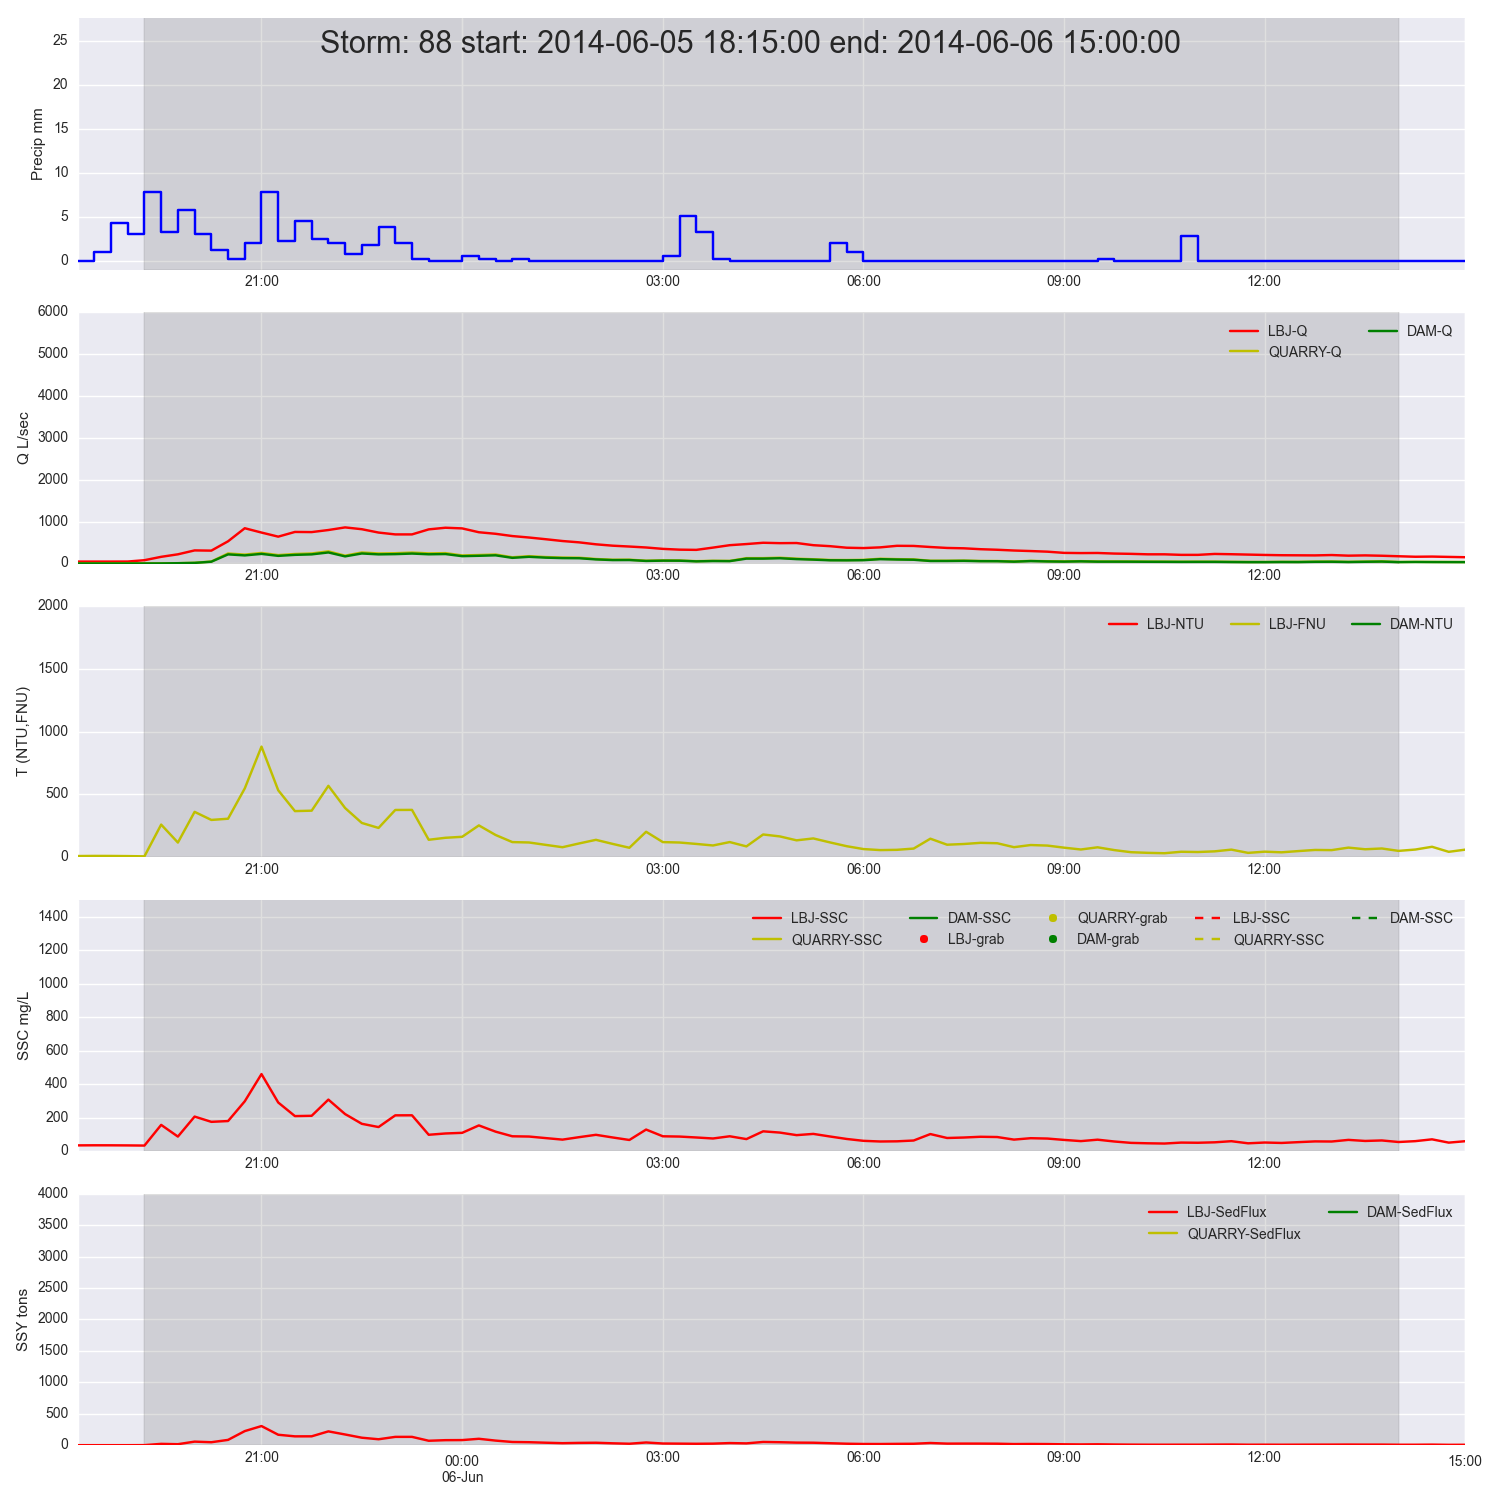 Storm: 88 start: 2014-06-05 18:15:00 end: 2014-06-06 15:00:00
Precip mm
25
20
15
10
5
0
21:00 03:00 06:00 09:00 12:00
Q L/sec
6000
5000
4000
3000
2000
1000
0
LBJ-Q DAM-Q
QUARRY-Q
21:00 03:00 06:00 09:00 12:00
T (NTU,FNU)
2000
1500
1000
500
0
LBJ-NTU LBJ-FNU DAM-NTU
21:00 03:00 06:00 09:00 12:00
SSC mg/L
1400
1200
1000
800
600
400
200
0
LBJ-SSC DAM-SSC QUARRY-grab LBJ-SSC DAM-SSC
QUARRY-SSC LBJ-grab DAM-grab QUARRY-SSC
21:00 03:00 06:00 09:00 12:00
SSY tons
4000
3500
3000
2500
2000
1500
1000
500
0
LBJ-SedFlux DAM-SedFlux
QUARRY-SedFlux
21:00 00:00 03:00 06:00 09:00 12:00 15:00
06-Jun